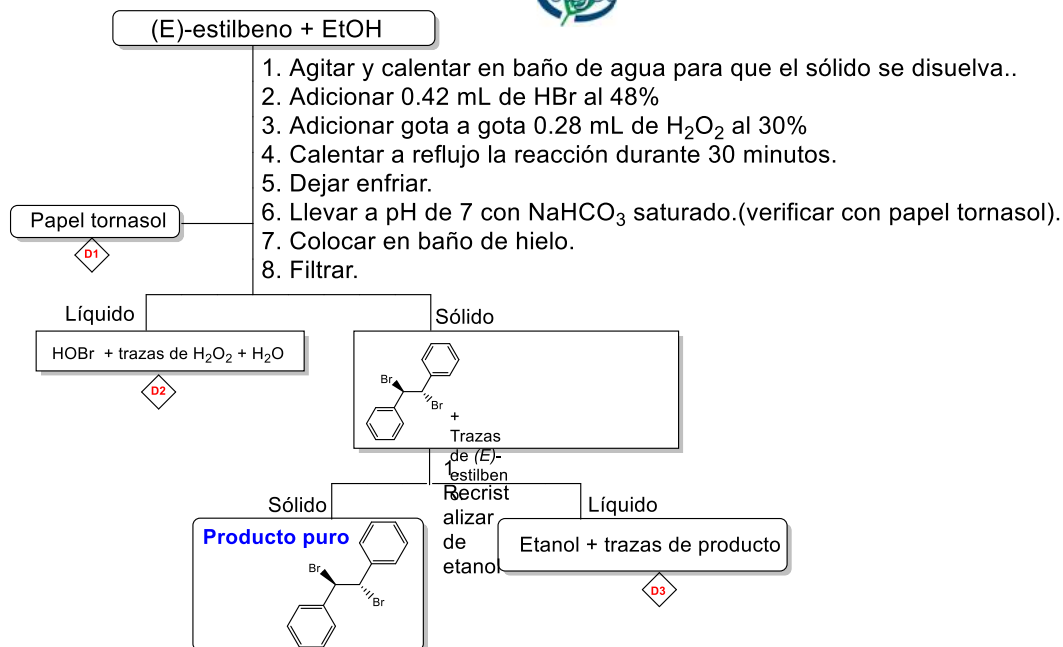 (E)-estilbeno + EtOH
1. Agitar y calentar en baño de agua para que el sólido se disuelva..
2. Adicionar 0.42 mL de HBr al 48%
3. Adicionar gota a gota 0.28 mL de H₂O₂ al 30%
4. Calentar a reflujo la reacción durante 30 minutos.
5. Dejar enfriar.
6. Llevar a pH de 7 con NaHCO₃ saturado.(verificar con papel tornasol).
7. Colocar en baño de hielo.
8. Filtrar.
Papel tornasol
D1
Líquido
HOBr + trazas de H₂O₂ + H₂O
D2
Sólido
Br
Br
+
Trazas
de (E)-
estilben
1.
Recrist
alizar
de
etanol
Sólido
Producto puro
Br
Br
Líquido
Etanol + trazas de producto
D3